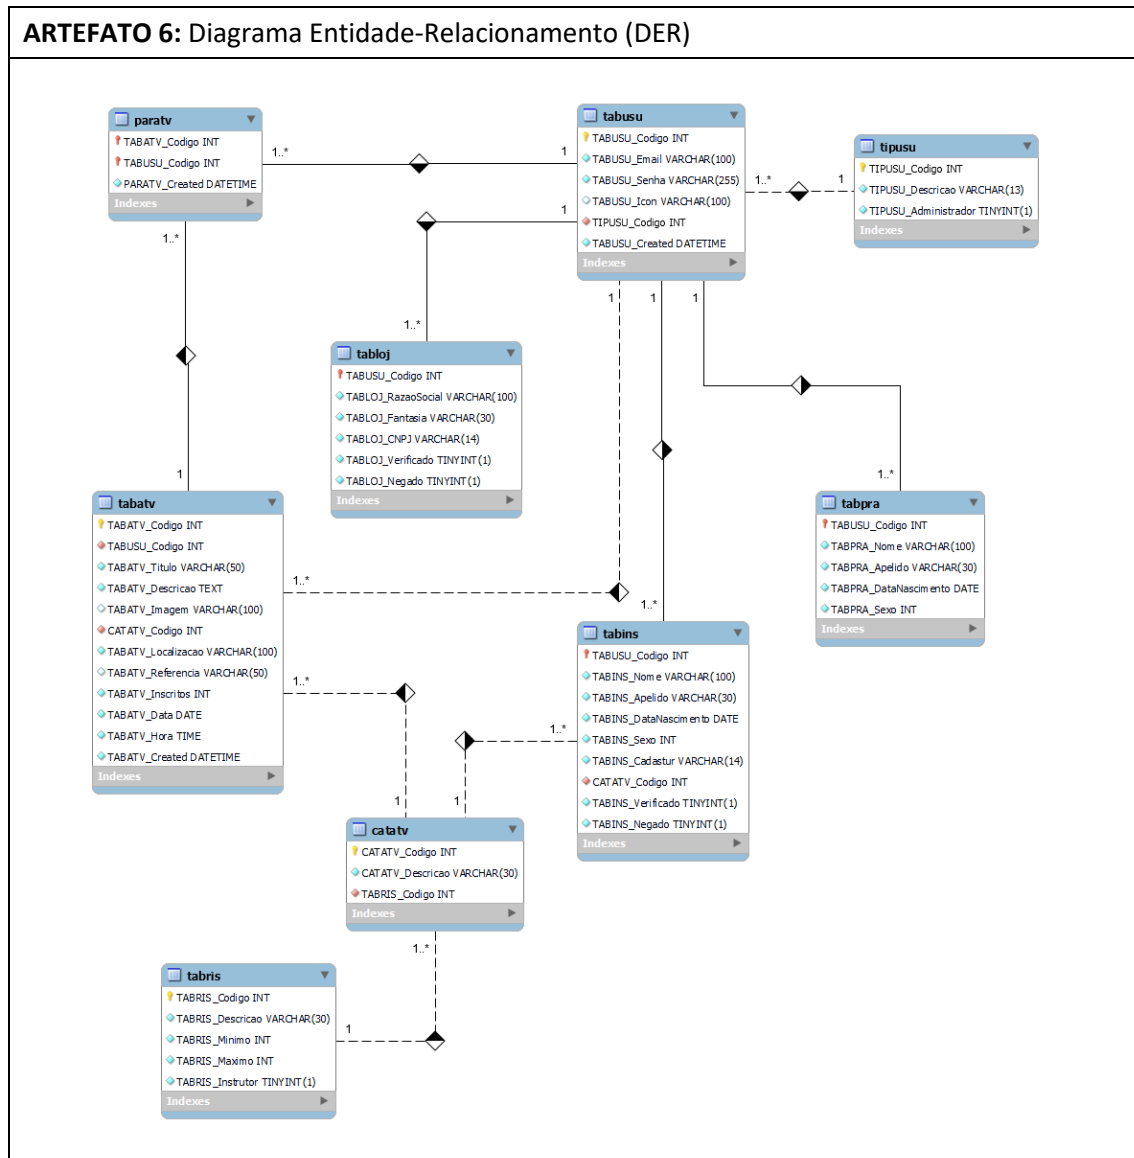 ARTEFATO 6: Diagrama Entidade-Relacionamento (DER)
paratv
TABATV_Codigo INT
TABUSU_Codigo INT
PARATV_Created DATETIME
Indexes
1..*
1
1..*
1
tabusu
TABUSU_Codigo INT
TABUSU_Email VARCHAR(100)
TABUSU_Senha VARCHAR(255)
TABUSU_Icon VARCHAR(100)
TIPUSU_Codigo INT
TABUSU_Created DATETIME
Indexes
1..*
1
tipusu
TIPUSU_Codigo INT
TIPUSU_Descricao VARCHAR(13)
TIPUSU_Administrador TINYINT(1)
Indexes
1
1..*
tabloj
TABUSU_Codigo INT
TABLOJ_RazaoSocial VARCHAR(100)
TABLOJ_Fantasia VARCHAR(30)
TABLOJ_CNPJ VARCHAR(14)
TABLOJ_Verificado TINYINT(1)
TABLOJ_Negado TINYINT(1)
Indexes
1
1
1
tabatv
TABATV_Codigo INT
TABUSU_Codigo INT
TABATV_Titulo VARCHAR(50)
TABATV_Descricao TEXT
TABATV_Imagem VARCHAR(100)
CATATV_Codigo INT
TABATV_Localizacao VARCHAR(100)
TABATV_Referência VARCHAR(50)
TABATV_Inscritos INT
TABATV_Data DATE
TABATV_Hora TIME
TABATV_Created DATETIME
Indexes
1..*
1..*
1..*
tabpra
TABUSU_Codigo INT
TABPRA_Nome VARCHAR(100)
TABPRA_Apelido VARCHAR(30)
TABPRA_DataNascimento DATE
TABPRA_Sexo INT
Indexes
1..*
tabins
TABUSU_Codigo INT
TABINS_Nome VARCHAR(100)
TABINS_Apelido VARCHAR(30)
TABINS_DataNascimento DATE
TABINS_Sexo INT
TABINS_Cadastur VARCHAR(14)
CATATV_Codigo INT
TABINS_Verificado TINYINT(1)
TABINS_Negado TINYINT(1)
Indexes
1..*
1
1
catatv
CATATV_Codigo INT
CATATV_Descricao VARCHAR(30)
TABRIS_Codigo INT
Indexes
1..*
tabris
TABRIS_Codigo INT
TABRIS_Descricao VARCHAR(30)
TABRIS_Minimo INT
TABRIS_Maximo INT
TABRIS_Instrutor TINYINT(1)
Indexes
1